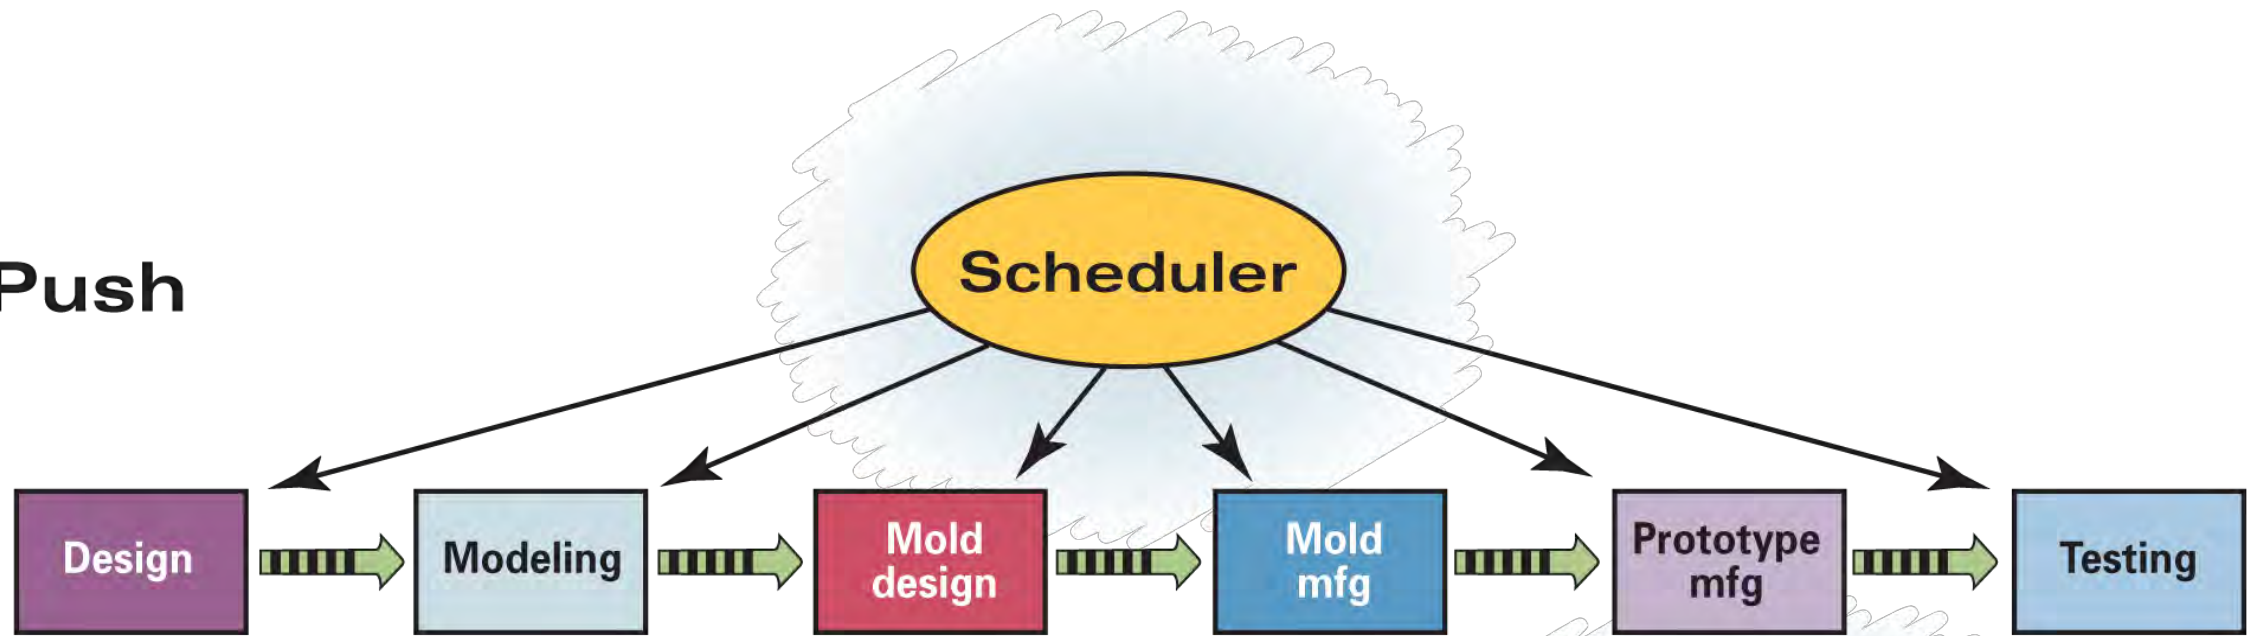 Scheduler
Push
Design
Modeling
Mold
design
Mold
mfg
Prototype
mfg
Testing